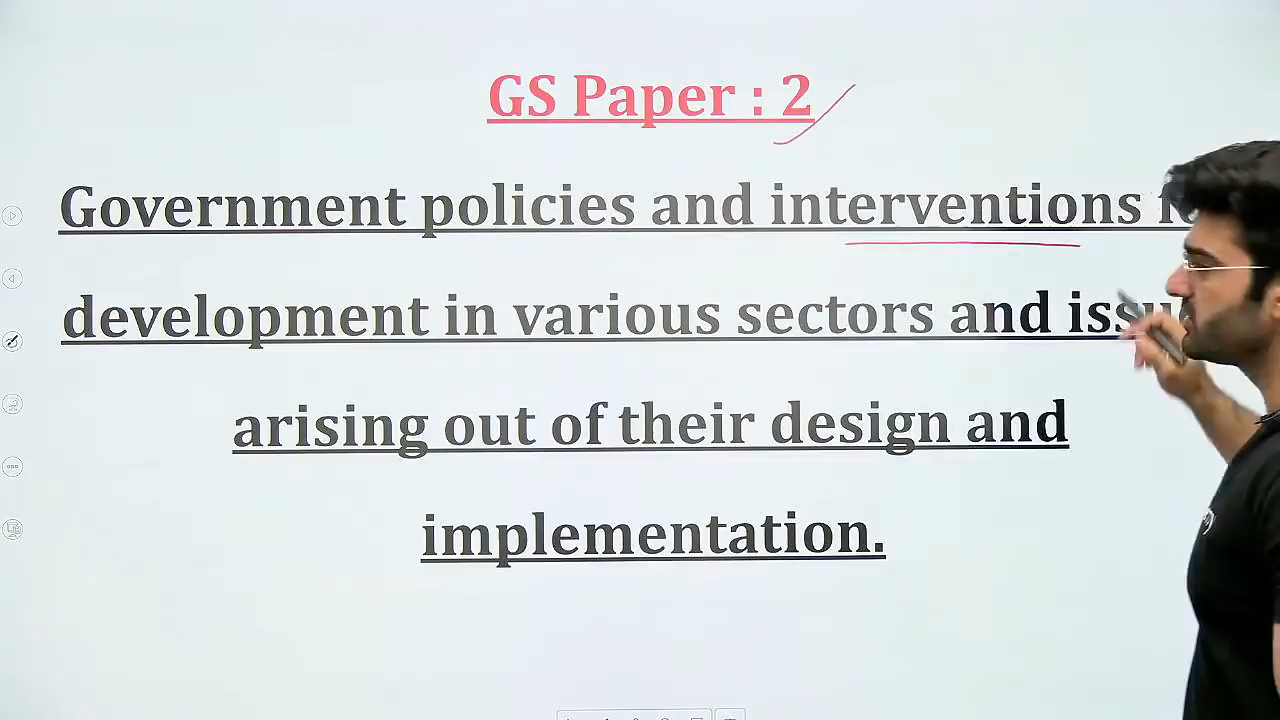 GS Paper : 2
Government policies and interventions
development in various sectors and
arising out of their design and
implementation.